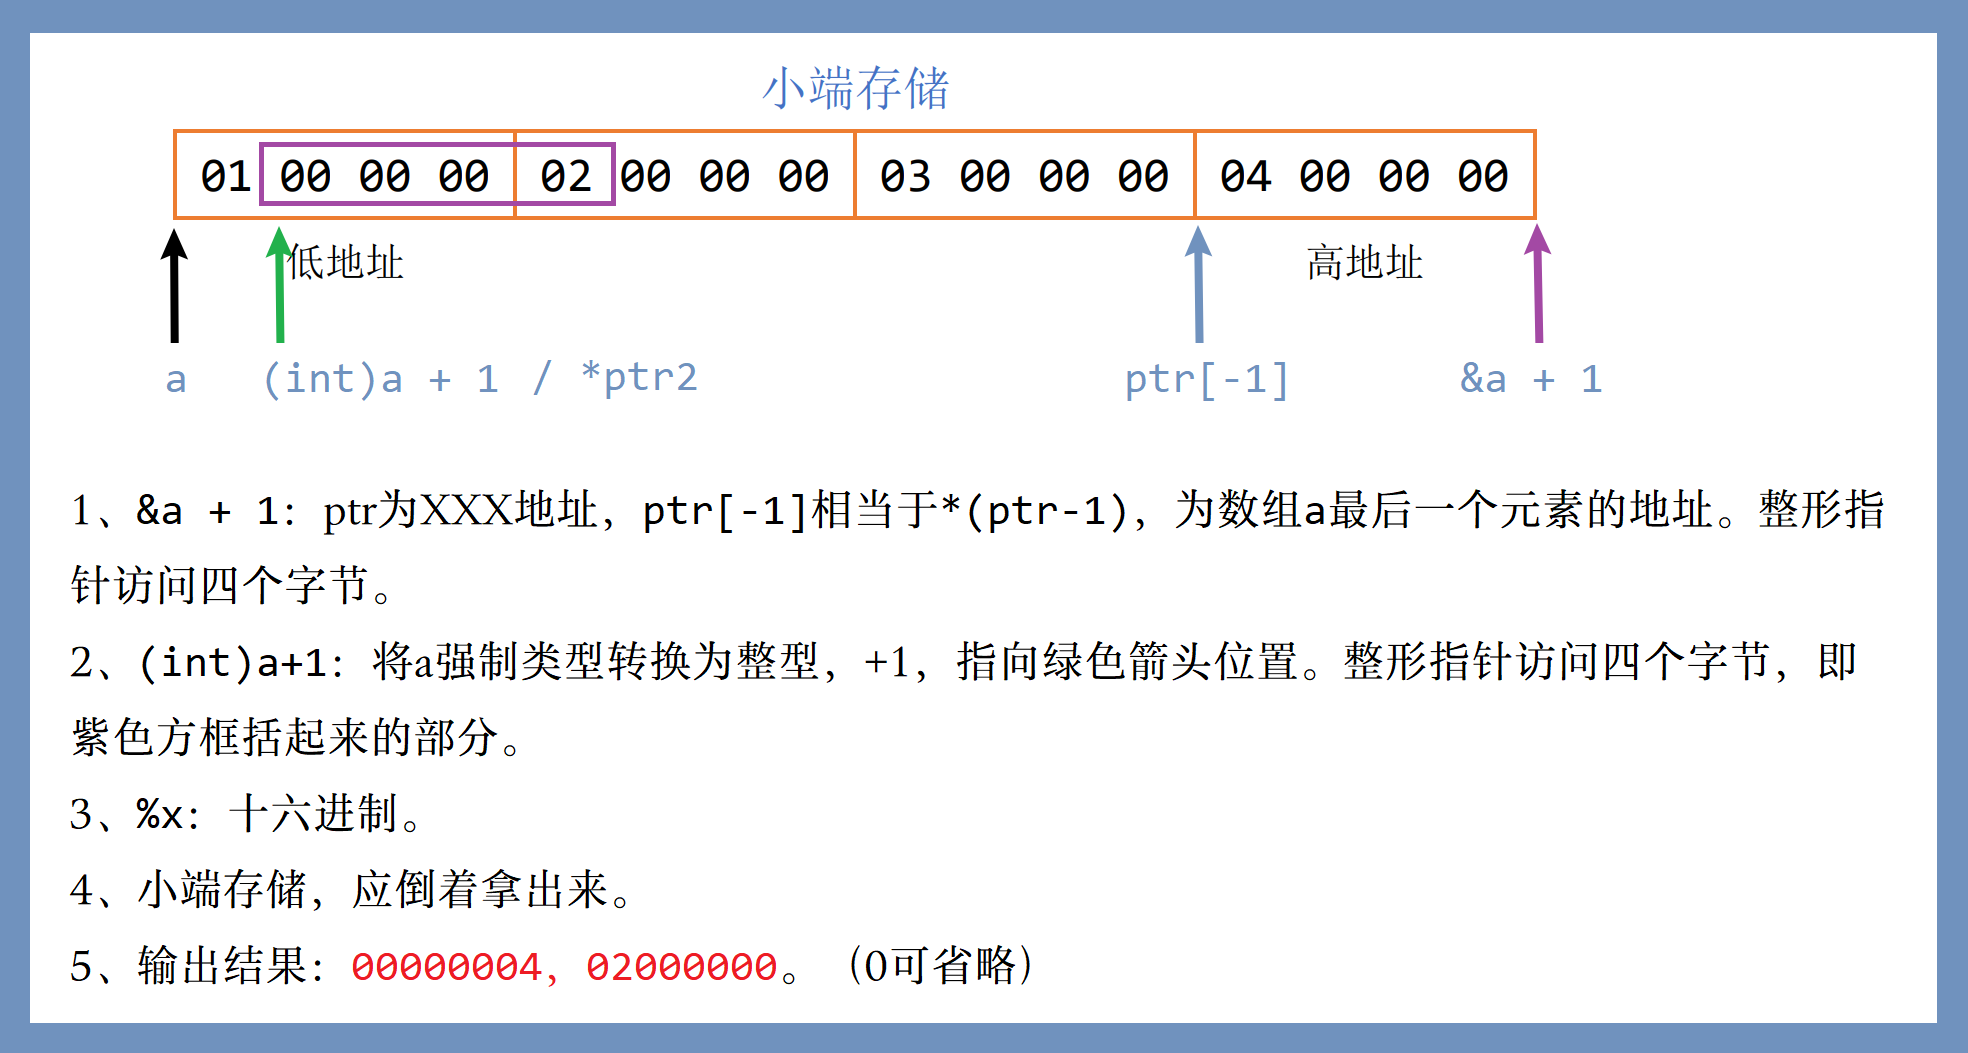 小端存储
01 00 00 00 02 00 00 00 03 00 00 00 04 00 00 00
低地址 高地址
a (int)a + 1 / *ptr2 ptr[-1] &a + 1
1、&a + 1：ptr为XXX地址，ptr[-1]相当于*(ptr-1)，为数组a最后一个元素的地址。整形指
针访问四个字节。
2、(int)a+1：将a强制类型转换为整型，+1，指向绿色箭头位置。整形指针访问四个字节，即
紫色方框括起来的部分。
3、%x：十六进制。
4、小端存储，应倒着拿出来。
5、输出结果：00000004，02000000。（0可省略）